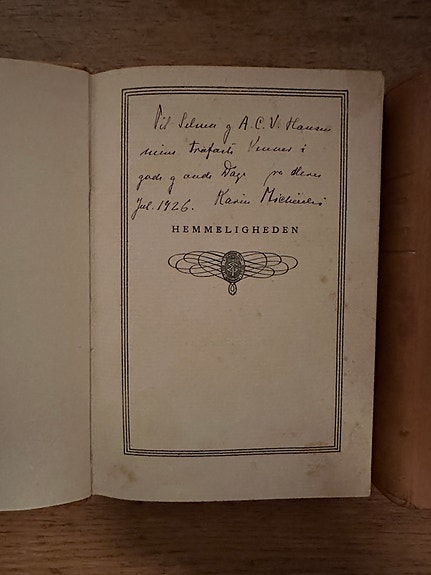 Til Selma og A.C.V. Hansen
mine trofaste Venner i
gode og onde Dage fra Deres
Jul. 1926. Karin Michaëlis
HEMMELIGHEDEN